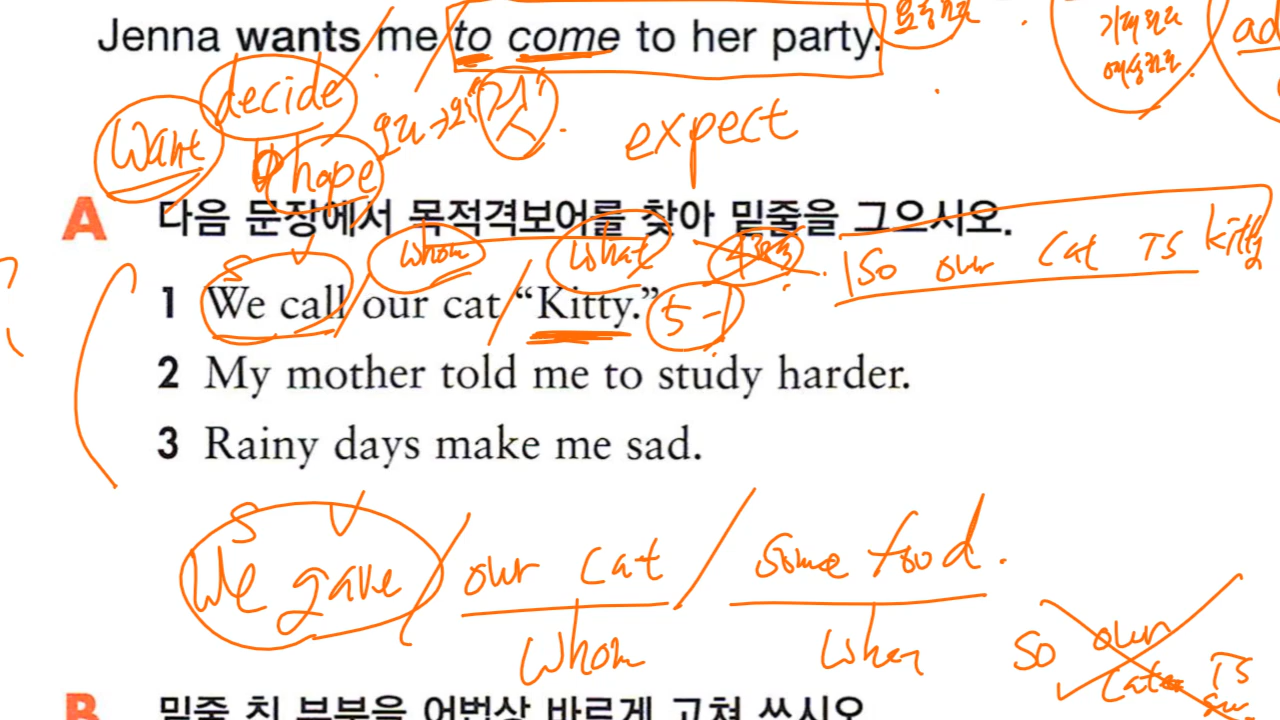 Jenna wants me to come to her party.
decide
want
hope
expect
A 다음 문장에서 목적격보어를 찾아 밑줄을 그으시오.
whom what
So our cat is kitty
S V
1 We call our cat “Kitty.” 5-1
2 My mother told me to study harder.
3 Rainy days make me sad.
S V
We gave / our cat / some food.
whom what
So our cat is
B 밑줄 친 부분을 어법상 바르게 고쳐 쓰시오